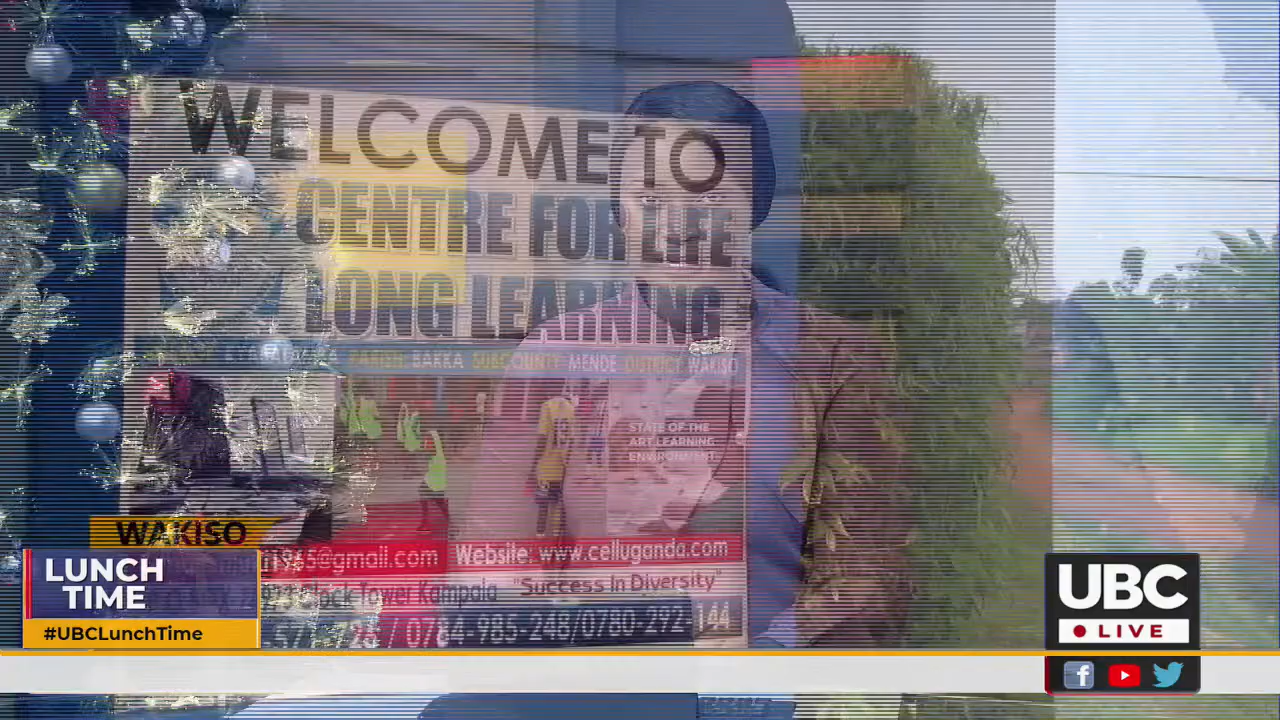 WELCOME TO
CENTRE FOR LIFE
LONG LEARNING
PARISH BAKKA SUBCOUNTY MENDE DISTRICT WAKISO
STATE OF THE
ART LEARNING
ENVIRONMENT
1965@gmail.com Website: www.celluganda.com
Clock Tower Kampala "Success In Diversity"
0784-985-248/0780-292-144
WAKISO
LUNCH
TIME
#UBCLunchTime
UBC
LIVE